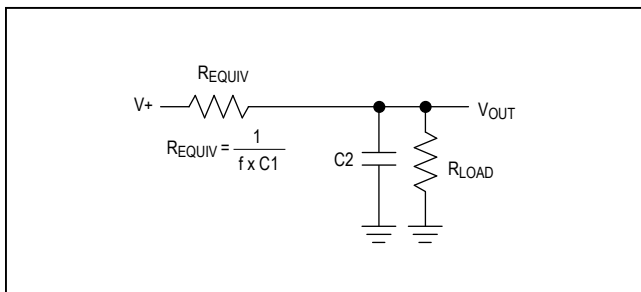 REQUIV
V+
VOUT
REQUIV = 1
f x C1
C2
RLOAD